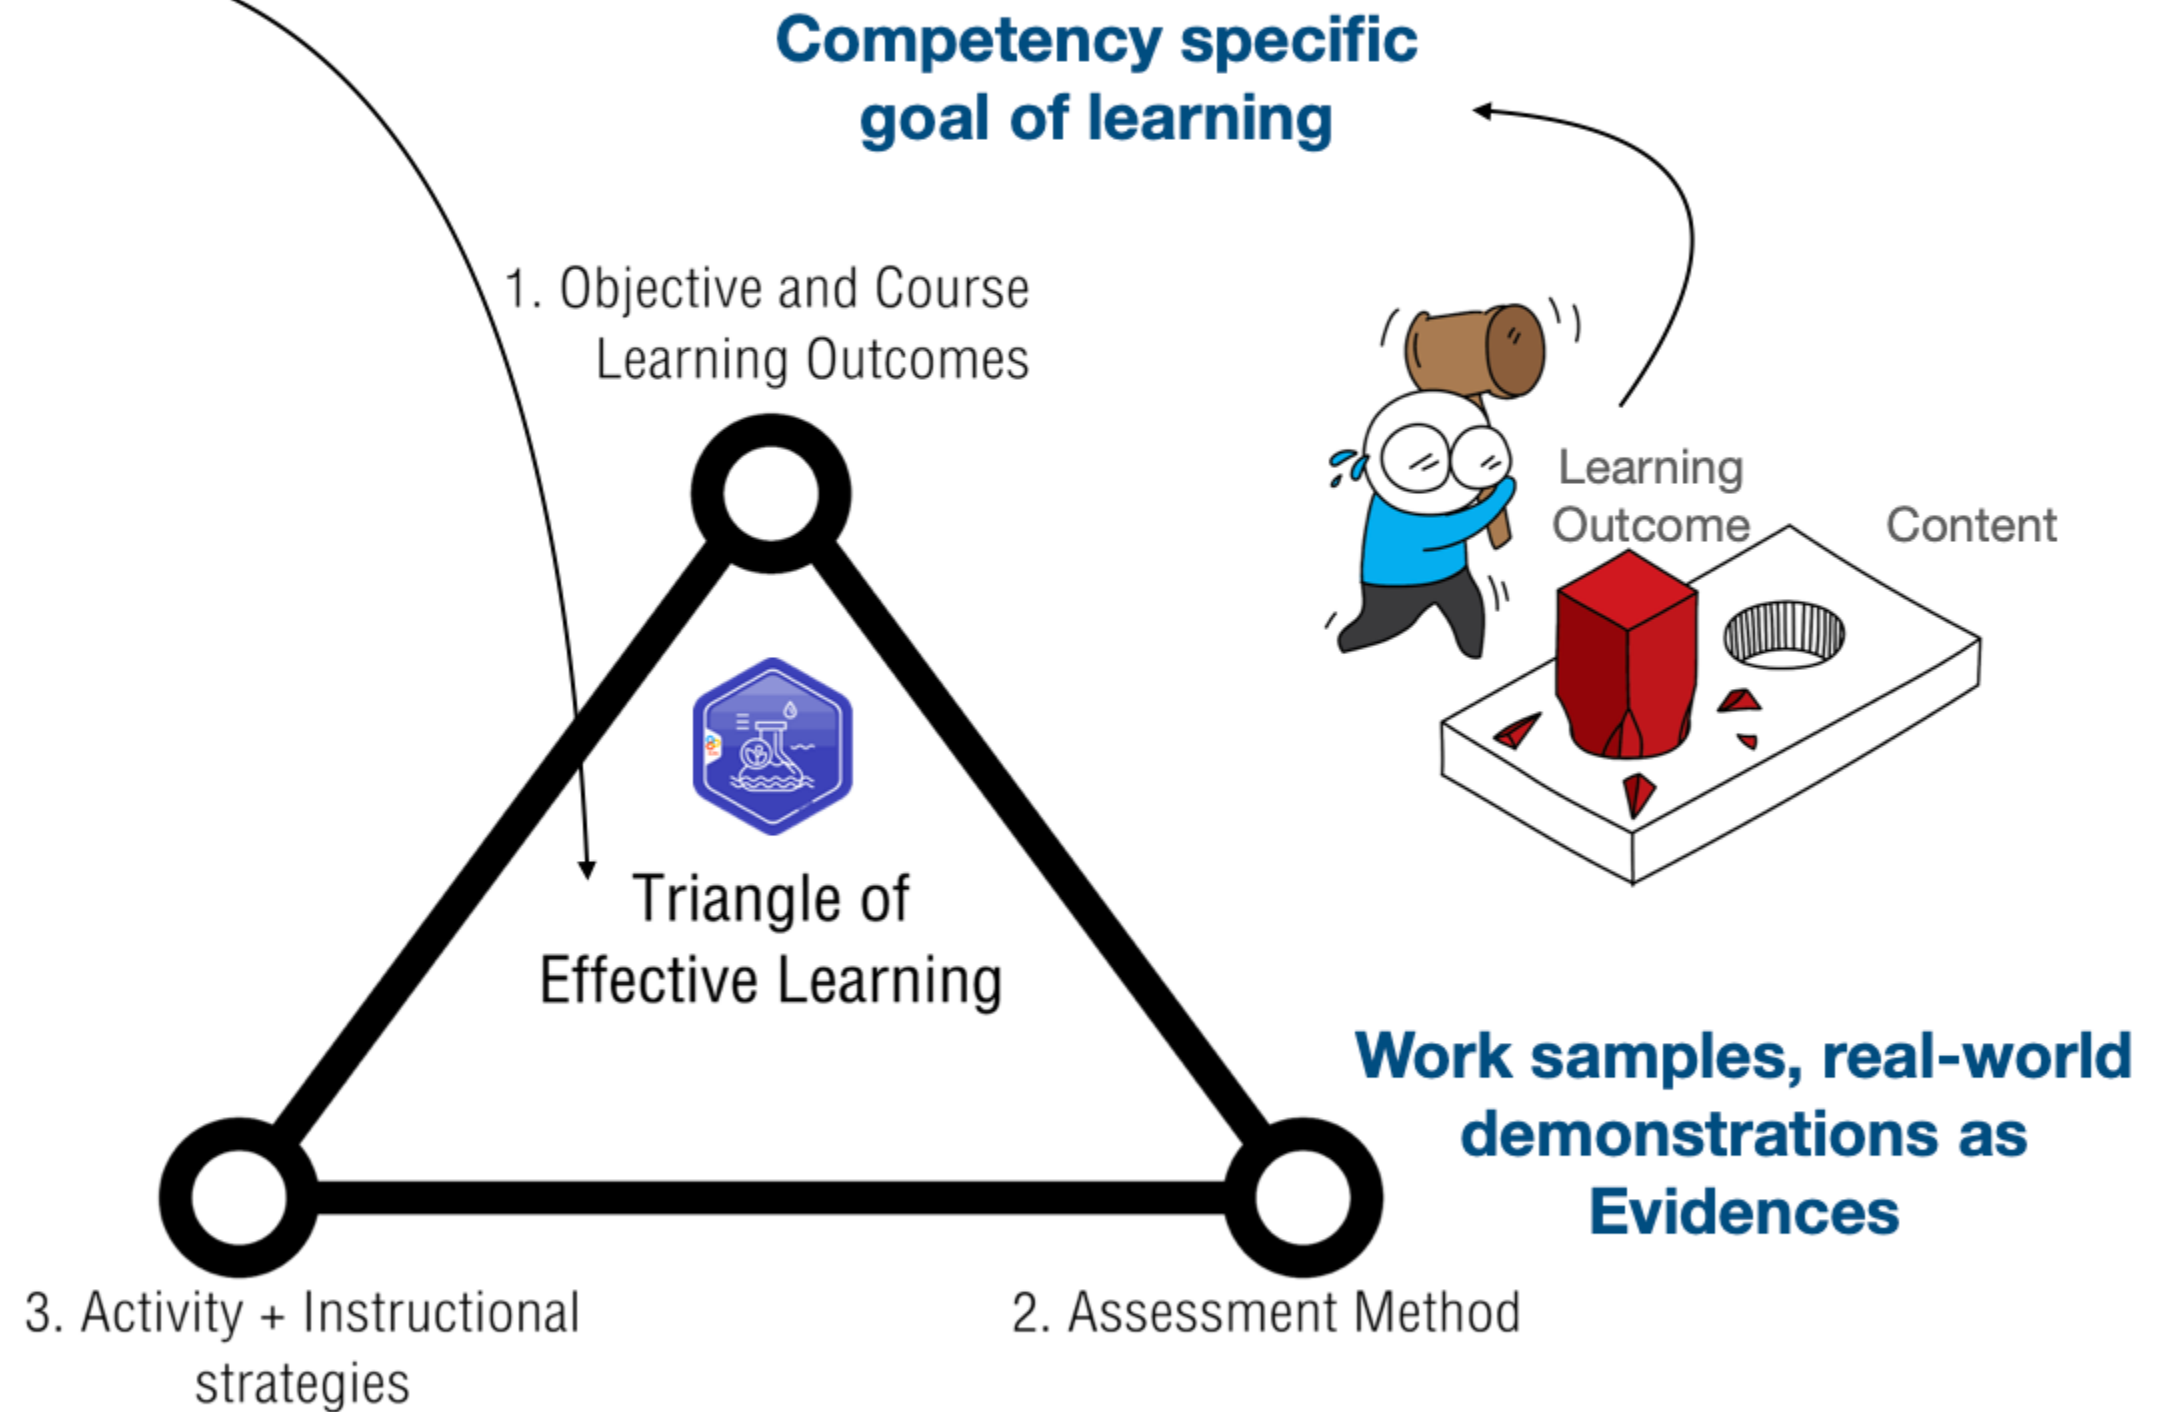 Competency specific
goal of learning
1. Objective and Course
Learning Outcomes
Learning
Outcome
Content
Triangle of
Effective Learning
Work samples, real-world
demonstrations as
Evidences
3. Activity + Instructional
strategies
2. Assessment Method